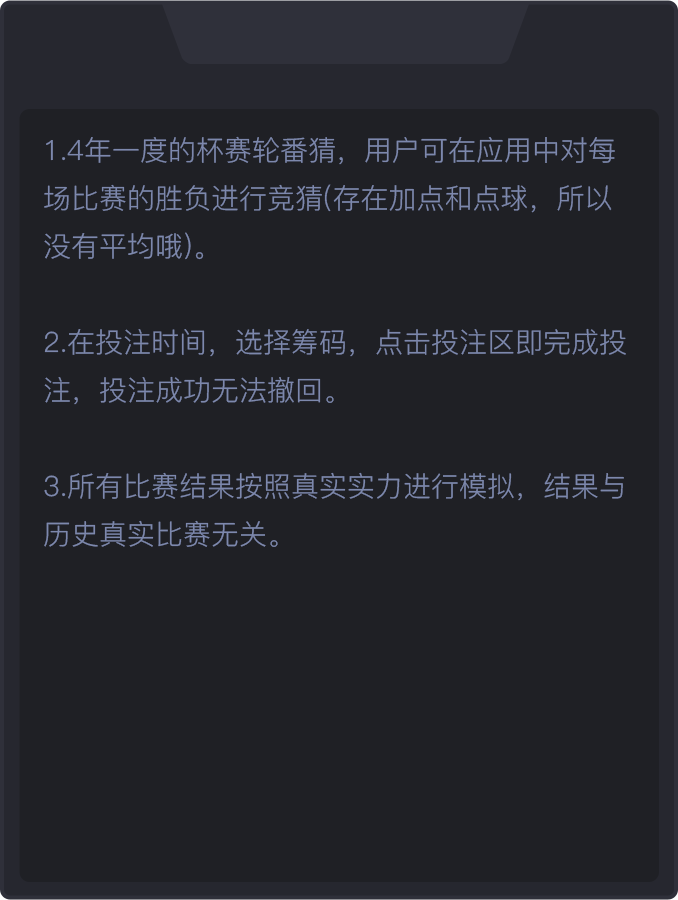 1.4年一度的杯赛轮番猜，用户可在应用中对每
场比赛的胜负进行竞猜(存在加点和点球，所以
没有平均哦)。
2.在投注时间，选择筹码，点击投注区即完成投
注，投注成功无法撤回。
3.所有比赛结果按照真实实力进行模拟，结果与
历史真实比赛无关。